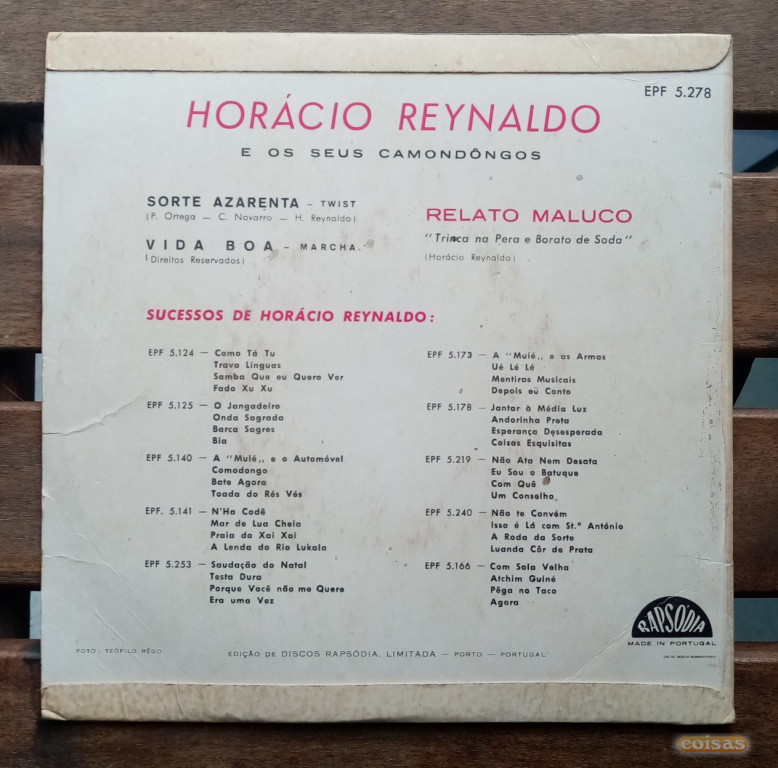 EPF 5.278
HORÁCIO REYNALDO
E OS SEUS CAMONDÔNGOS
SORTE AZARENTA – TWIST
(P. Ortega — C. Novarro — H. Reynaldo)
VIDA BOA – MARCHA
(Direitos Reservados)
RELATO MALUCO
"Trinca na Pera e Borato de Soda"
(Horácio Reynaldo)
SUCESSOS DE HORÁCIO REYNALDO:
EPF 5.124 — Como Tá Tu
Trava Línguas
Samba Que eu Quero Ver
Fado Xu Xu
EPF 5.125 — O Jangadeiro
Onda Sagrada
Barca Sagres
Bia
EPF 5.140 — A "Muié,, e o Automóvel
Comodongo
Bate Agora
Toada do Rés Vés
EPF. 5.141 — N'Ha Codê
Mar de Lua Cheia
Praia do Xai Xai
A Lenda do Rio Lukala
EPF 5.253 — Saudação do Natal
Testa Dura
Porque Você não me Quere
Era uma Vez
EPF 5.173 — A "Muié,, e as Armas
Ué Lé Lé
Mentiras Musicais
Depois eu Conto
EPF 5.178 — Jantar à Média Luz
Andorinha Preta
Esperança Desesperada
Coisas Esquisitas
EPF 5.219 — Não Ata Nem Desata
Eu Sou o Batuque
Com Quê
Um Conselho
EPF 5.240 — Não te Convém
Isso é Lá com St.º António
A Roda da Sorte
Luanda Côr de Prata
EPF 5.166 — Com Sola Velha
Atchim Guiné
Pêga no Taco
Agora
RAPSÓDIA
MADE IN PORTUGAL
FOTO: TEÓFILO RÊGO
EDIÇÃO DE DISCOS RAPSÓDIA, LIMITADA — PORTO — PORTUGAL
coisas